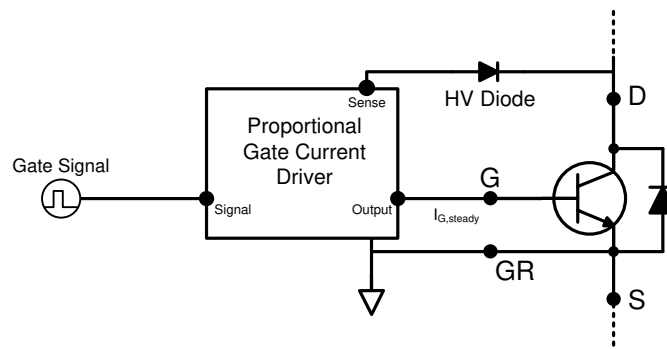 Sense
HV Diode
D
Proportional
Gate Current
Driver
Gate Signal
Signal
Output
G
I_G,steady
GR
S